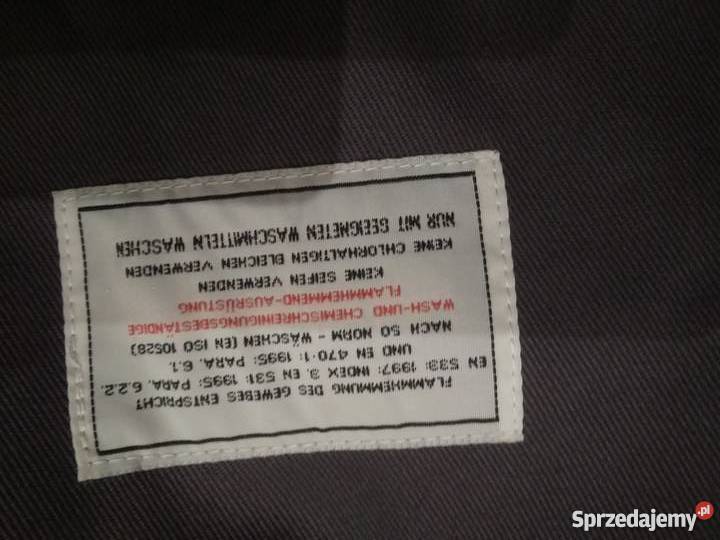 FLAMMHEMMUNG DES GEWEBES ENTSPRICHT
EN 533: 1997: INDEX 3, EN 531: 1995: PARA. 6.2.2.
UND EN 470-1: 1995: PARA. 6.1.
NACH 50 NORM - WÄSCHEN (EN ISO 10528)
WASH-UND CHEMISCHREINIGUNGSBESTÄNDIGE
FLAMMHEMMEND-AUSRÜSTUNG
KEINE SEIFEN VERWENDEN
KEINE CHLORHALTIGEN BLEICHEN VERWENDEN
NUR MIT GEEIGNETEN WASCHMITTELN WASCHEN
Sprzedajemy.pl